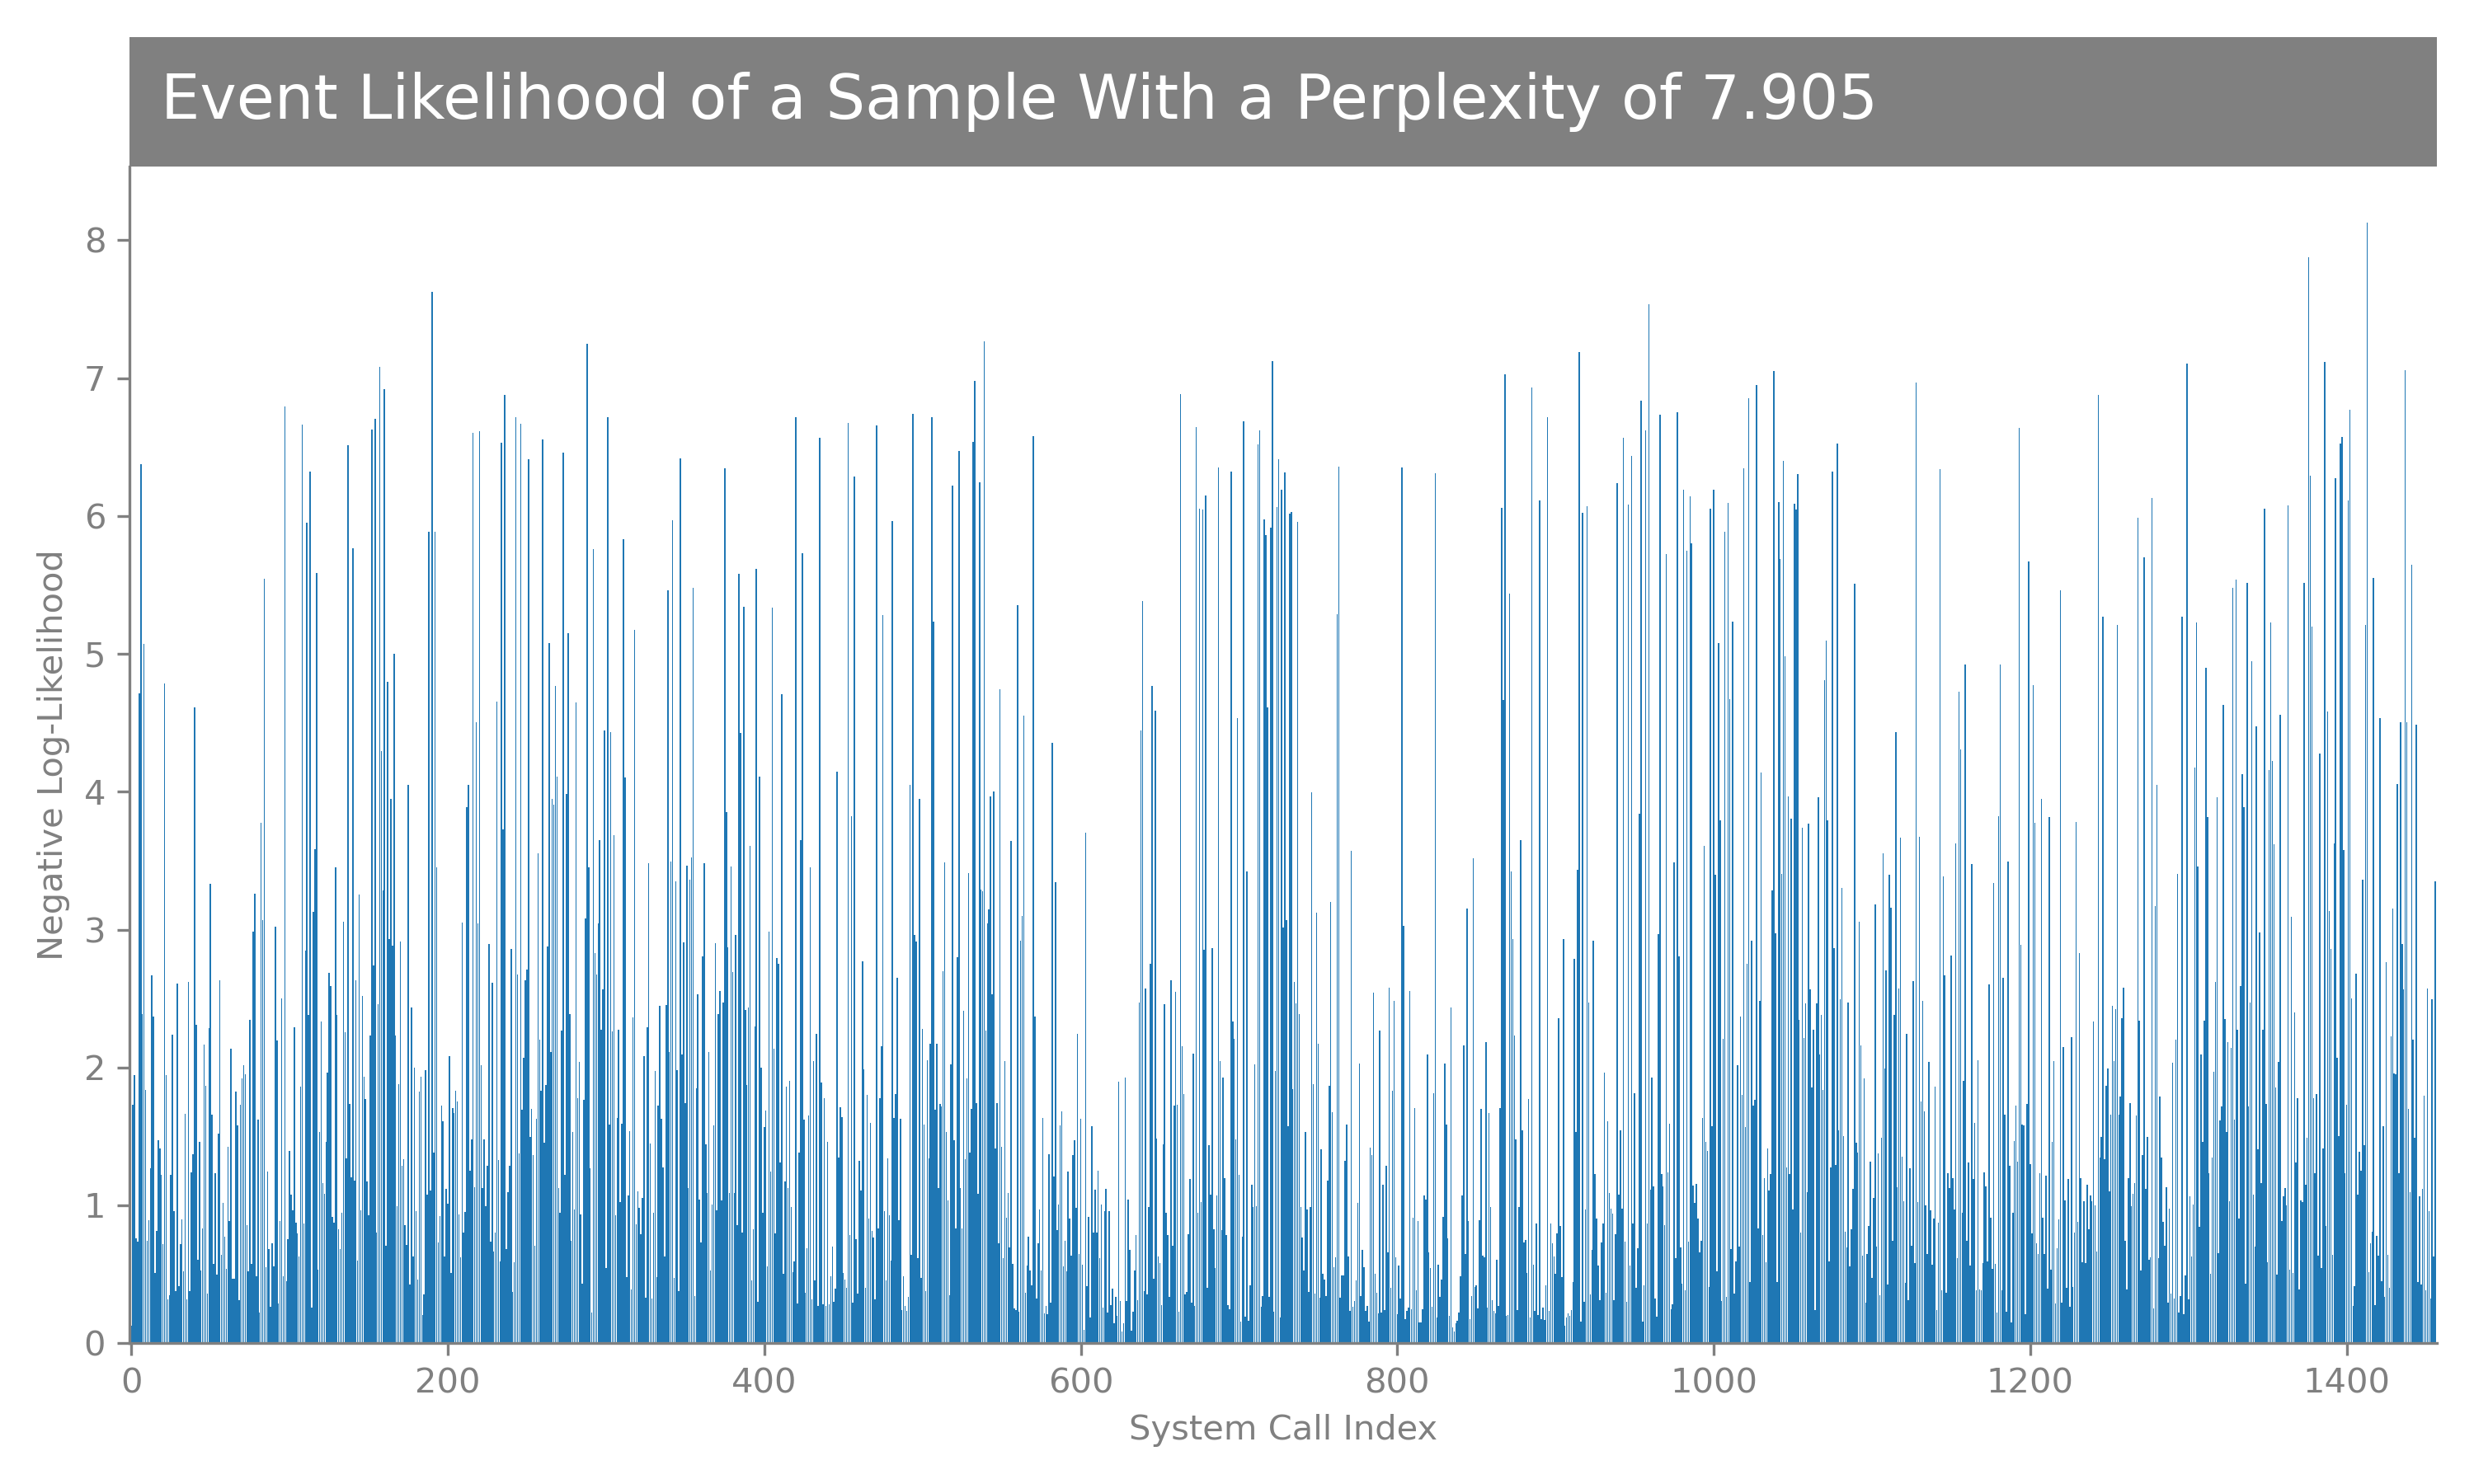 Event Likelihood of a Sample With a Perplexity of 7.905
8
7
6
5
4
3
2
1
0
Negative Log-Likelihood
0 200 400 600 800 1000 1200 1400
System Call Index